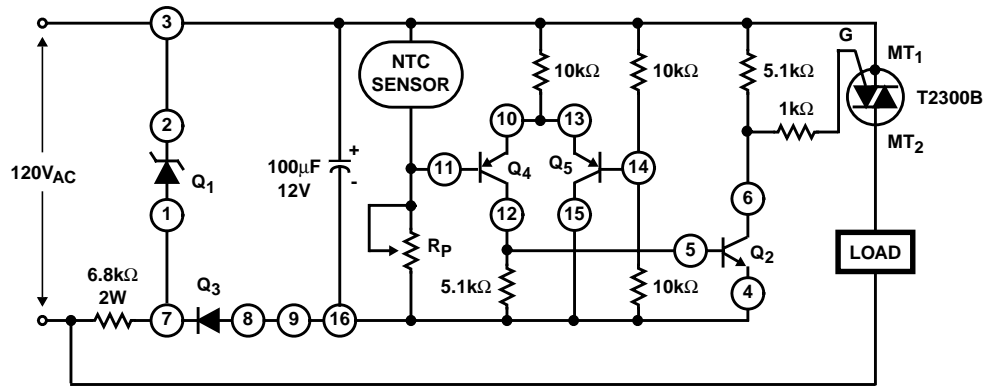 3
G
MT1
NTC
SENSOR
10kΩ
10kΩ
5.1kΩ
T2300B
1kΩ
MT2
2
10
13
120VAC
Q1
100μF
12V
+
-
11
Q4
Q5
14
1
12
15
6
RP
5
Q2
LOAD
6.8kΩ
2W
Q3
5.1kΩ
10kΩ
4
7
8
9
16